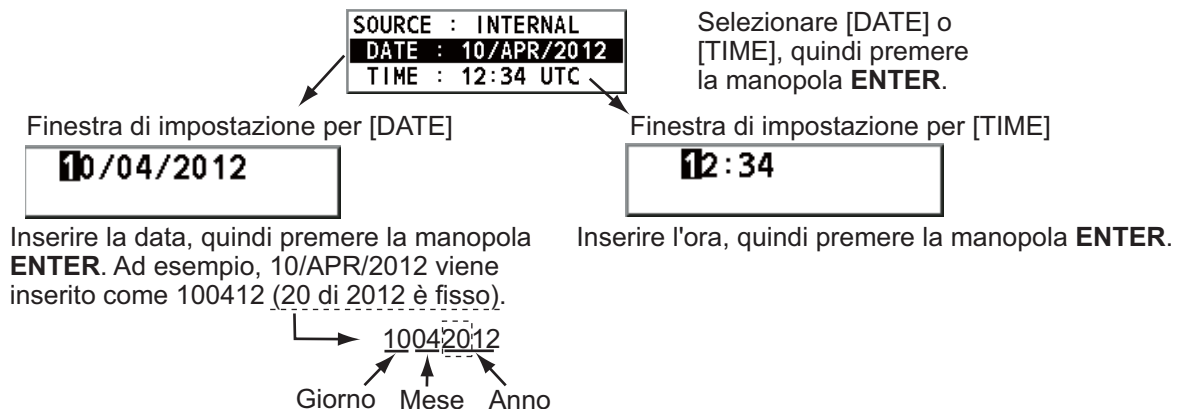 SOURCE : INTERNAL
DATE : 10/APR/2012
TIME : 12:34 UTC
Selezionare [DATE] o
[TIME], quindi premere
la manopola ENTER.
Finestra di impostazione per [DATE]
10/04/2012
Inserire la data, quindi premere la manopola
ENTER. Ad esempio, 10/APR/2012 viene
inserito come 100412 (20 di 2012 è fisso).
10042012
Giorno Mese Anno
Finestra di impostazione per [TIME]
12:34
Inserire l'ora, quindi premere la manopola ENTER.